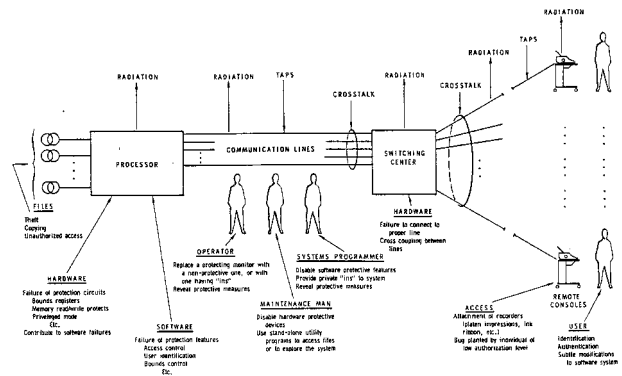 RADIATION
TAPS
RADIATION
CROSSTALK
RADIATION
RADIATION
TAPS
CROSSTALK
RADIATION
PROCESSOR
COMMUNICATION LINES
SWITCHING
CENTER
FILES
Theft
Copying
Unauthorized access
HARDWARE
Failure of protection circuits
Bounds registers
Memory read/write protects
Privileged mode
Etc.
Contribute to software failures
SOFTWARE
Failure of protection features
Access control
User identification
Bounds control
Etc.
OPERATOR
Replace a protecting monitor with
a non-protective one, or with
one having "ins"
Reveal protective measures
MAINTENANCE MAN
Disable hardware protective
devices
Use stand-alone utility
programs to access files
or to explore the system
SYSTEMS PROGRAMMER
Disable software protective features
Provide private "ins" to system
Reveal protective measures
HARDWARE
Failure to connect to
proper line
Cross coupling between
lines
ACCESS
Attachment of recorders
(platen impressions, ink
ribbon, etc.)
Bug planted by individual of
low authorization level
REMOTE
CONSOLES
USER
Identification
Authentication
Subtle modifications
to software system